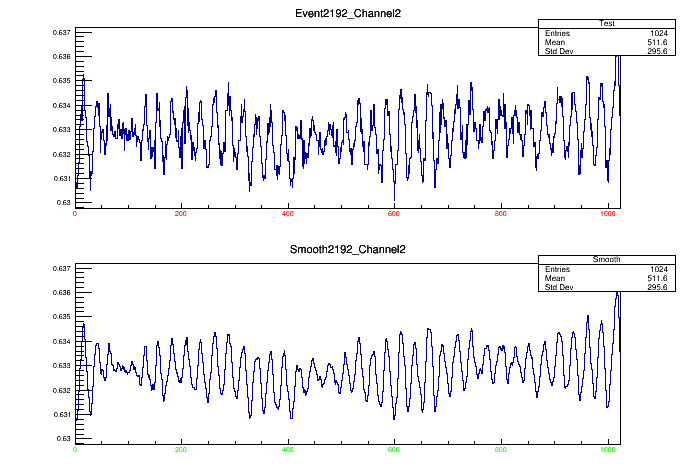 Event2192_Channel2
Test
Entries 1024
Mean 511.6
Std Dev 295.6
0.637
0.636
0.635
0.634
0.633
0.632
0.631
0.63
0 200 400 600 800 1000
Smooth2192_Channel2
Smooth
Entries 1024
Mean 511.6
Std Dev 295.6
0.637
0.636
0.635
0.634
0.633
0.632
0.631
0.63
0 200 400 600 800 1000